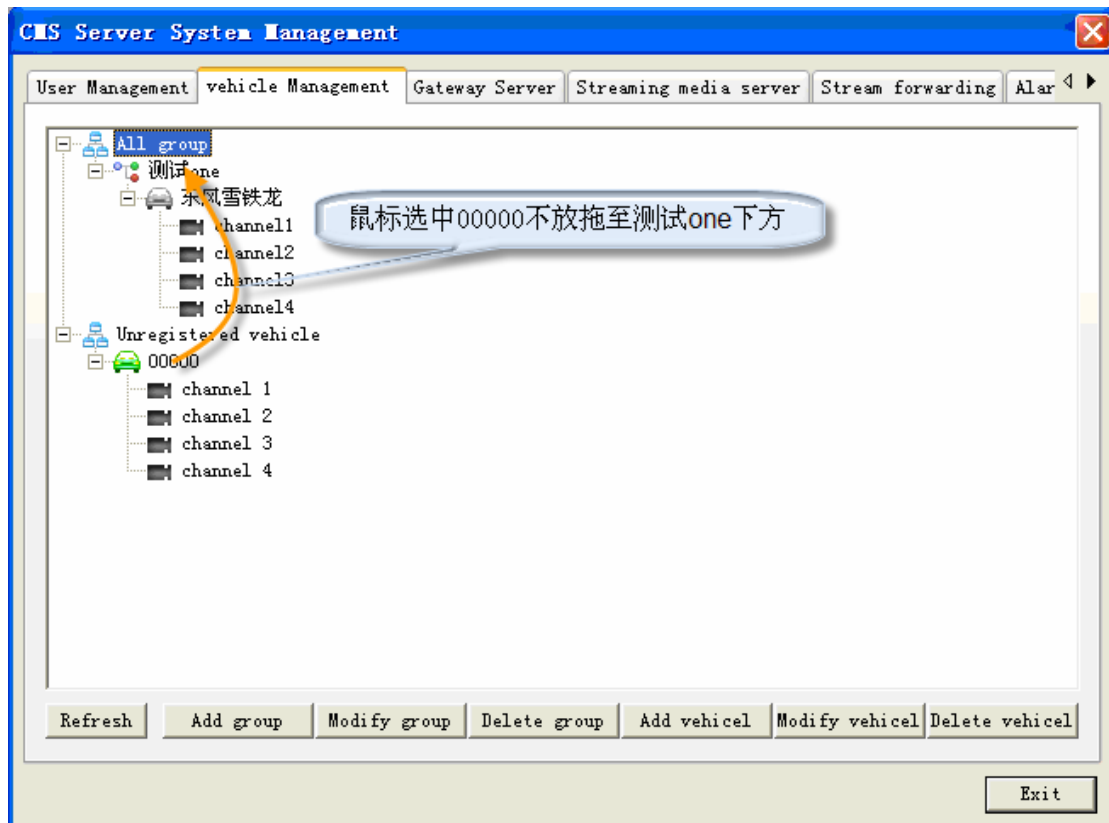 CMS Server System Management
User Management vehicle Management Gateway Server Streaming media server Stream forwarding Alar
All group
测试one
东风雪铁龙
鼠标选中00000不放拖至测试one下方
channel1
channel2
channel3
channel4
Unregistered vehicle
00000
channel 1
channel 2
channel 3
channel 4
Refresh Add group Modify group Delete group Add vehicel Modify vehicel Delete vehicel
Exit